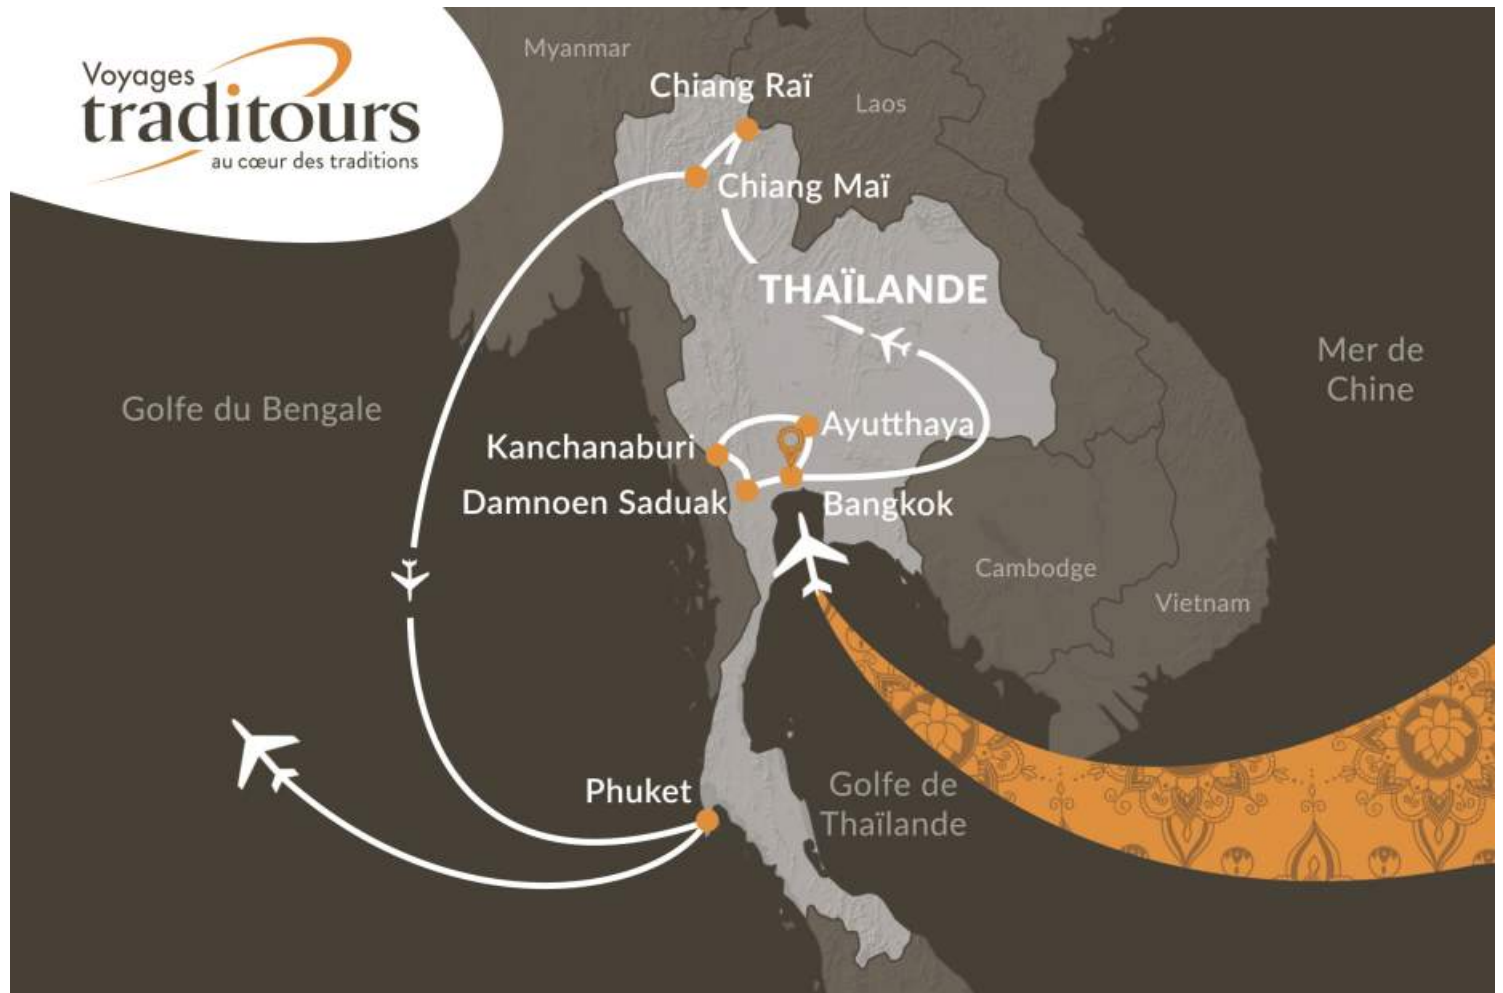 Voyages
traditours
au cœur des traditions
Myanmar
Chiang Raï
Laos
Chiang Maï
THAÏLANDE
Mer de
Chine
Golfe du Bengale
Ayutthaya
Kanchanaburi
Damnoen Saduak
Bangkok
Cambodge
Vietnam
Phuket
Golfe de
Thaïlande